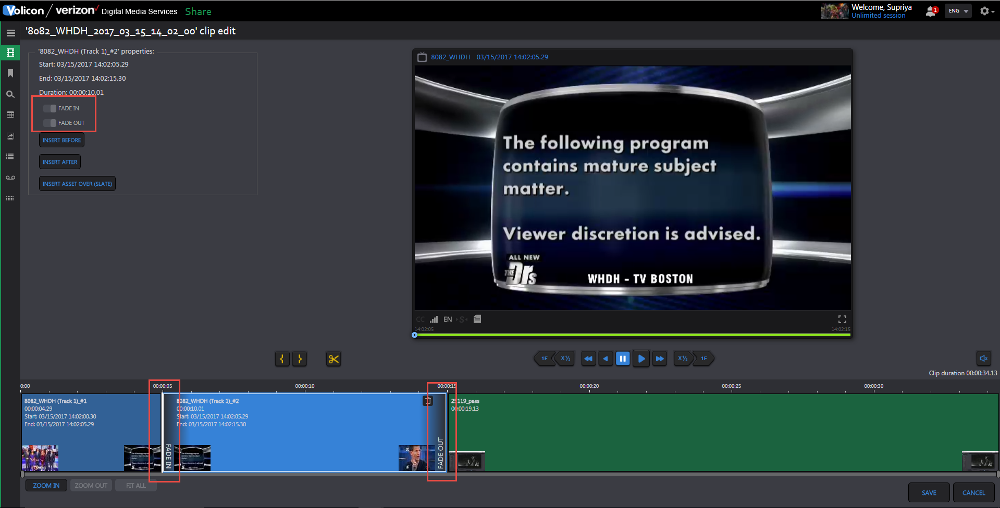 Volicon verizon Digital Media Services Share
Welcome, Supriya
Unlimited session
1
ENG
'8082_WHDH_2017_03_15_14_02_00' clip edit
'8082_WHDH (Track 1)_#2' properties:
Start: 03/15/2017 14:02:05.29
End: 03/15/2017 14:02:15.30
Duration: 00:00:10.01
FADE IN
FADE OUT
INSERT BEFORE
INSERT AFTER
INSERT ASSET OVER (SLATE)
8082_WHDH 03/15/2017 14:02:05.29
The following program
contains mature subject
matter.
Viewer discretion is advised.
ALL NEW
THE Drs
WHDH - TV BOSTON
CC EN S
14:02:05 14:02:15
1F X½ X½ 1F
Clip duration 00:00:34.13
0:00 00:00:05 00:00:10 00:00:15 00:00:20 00:00:25 00:00:30
8082_WHDH (Track 1)_#1
00:00:04.29
Start: 03/15/2017 14:02:00.30
End: 03/15/2017 14:02:05.29
FADE IN
8082_WHDH (Track 1)_#2
00:00:10.01
Start: 03/15/2017 14:02:05.29
End: 03/15/2017 14:02:15.30
FADE OUT
25119_pass
00:00:19.13
ZOOM IN ZOOM OUT FIT ALL
SAVE CANCEL